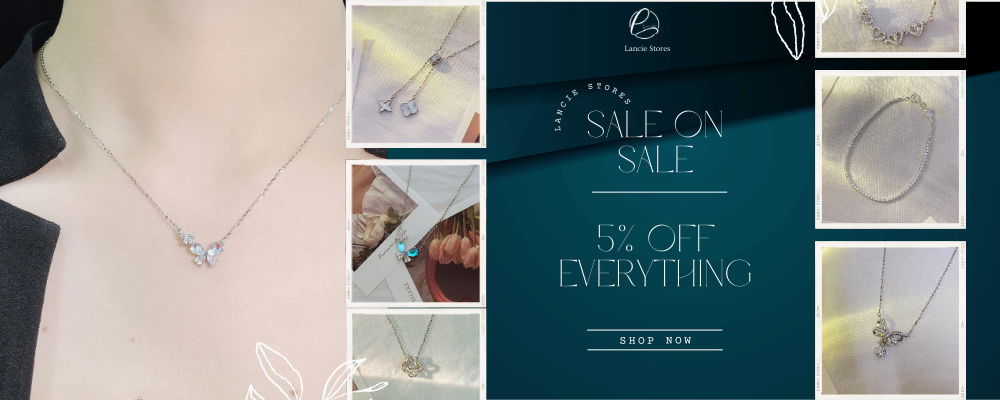 Lancie Stores
LANCIE STORES
SALE ON
SALE
5% OFF
EVERYTHING
SHOP NOW